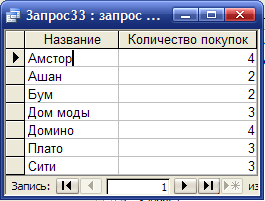 Запрос33 : запрос ...
Название Количество покупок
Амстор 4
Ашан 2
Бум 2
Дом моды 3
Домино 4
Плато 3
Сити 3
Запись: 1 из